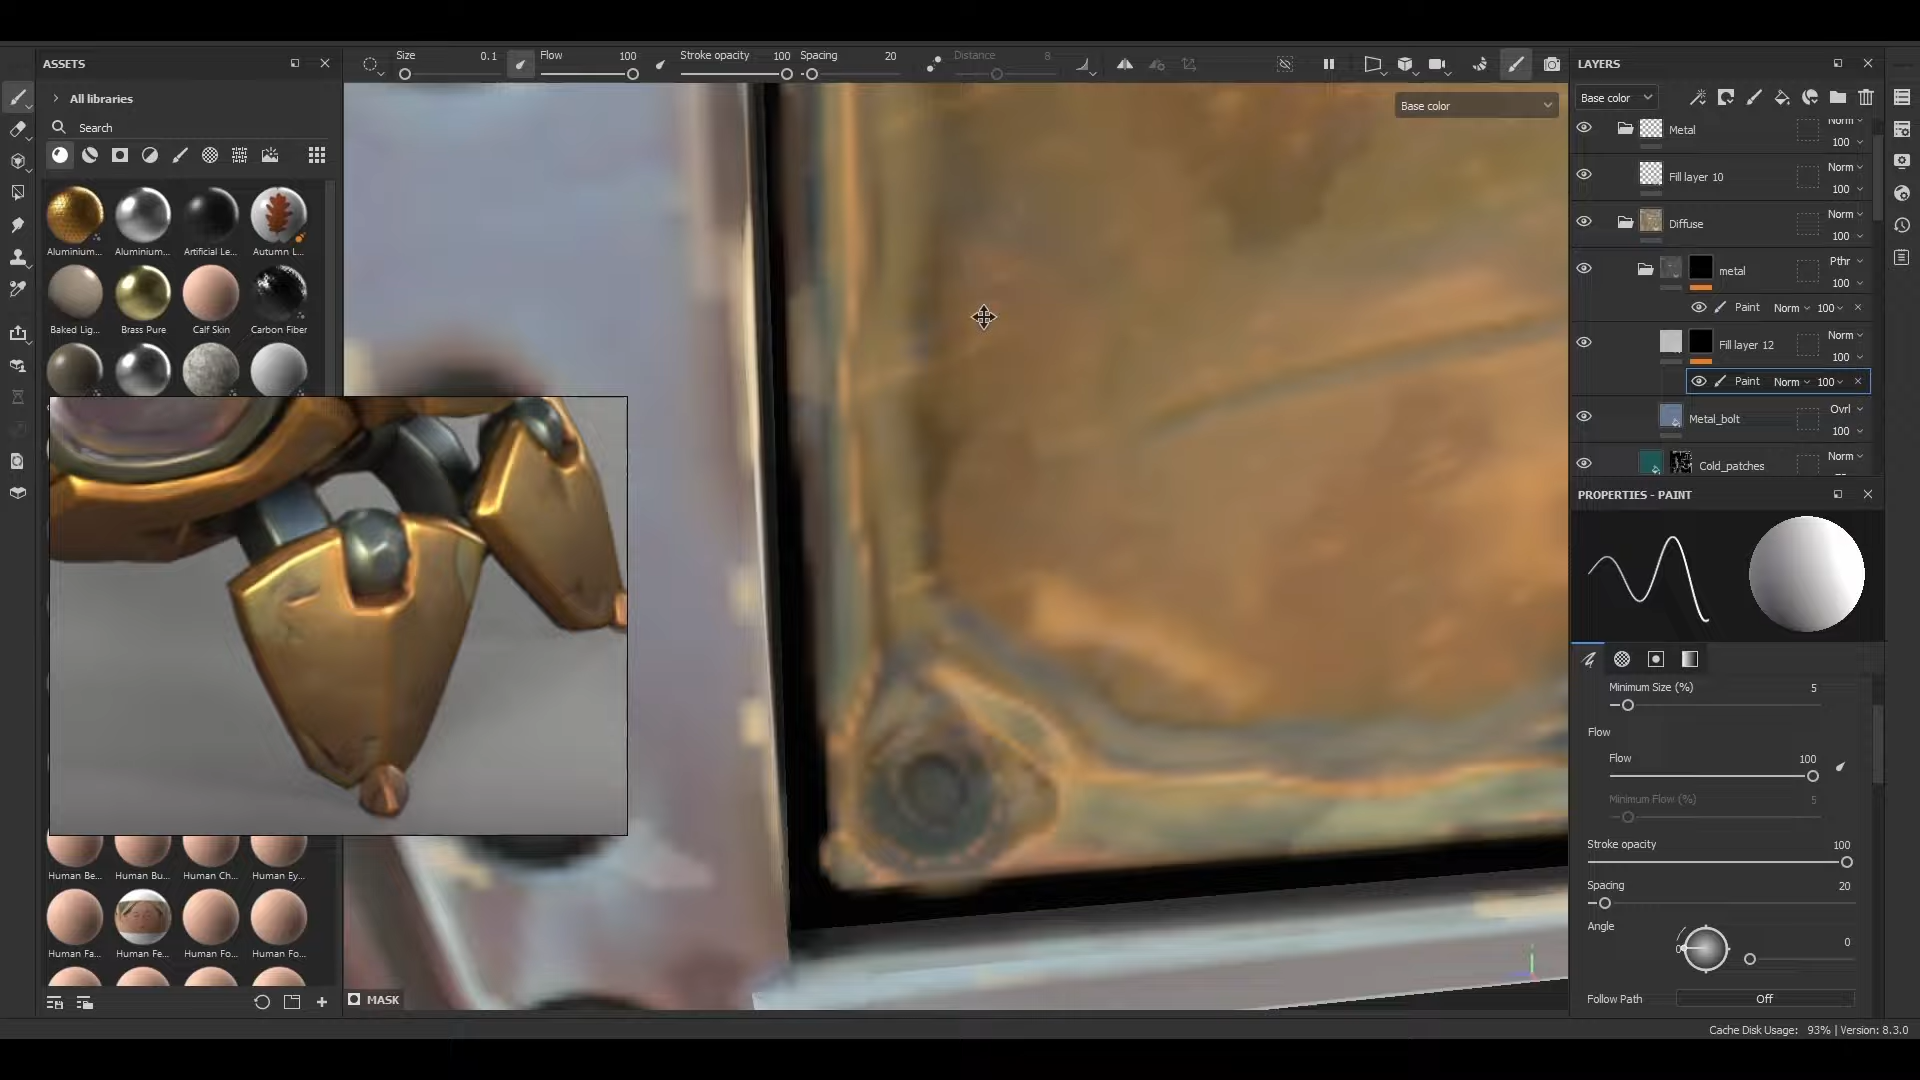 ASSETS
All libraries
Search
Aluminium...
Aluminium...
Artificial Le...
Autumn L...
Baked Lig...
Brass Pure
Calf Skin
Carbon Fiber
Human Be...
Human Bu...
Human Ch...
Human Ey...
Human Fa...
Human Fe...
Human Fo...
Human Fo...
Size 0.1
Flow 100
Stroke opacity 100
Spacing 20
Distance 8
Base color
MASK
LAYERS
Base color
Norm
Metal
100
Norm
Fill layer 10
100
Norm
Diffuse
100
Pthr
metal
100
Paint Norm 100
Norm
Fill layer 12
100
Paint Norm 100
Ovrl
Metal_bolt
100
Norm
Cold_patches
PROPERTIES - PAINT
Minimum Size (%) 5
Flow
Flow 100
Minimum Flow (%) 5
Stroke opacity 100
Spacing 20
Angle
0
0
Follow Path Off
Cache Disk Usage: 93% | Version: 8.3.0